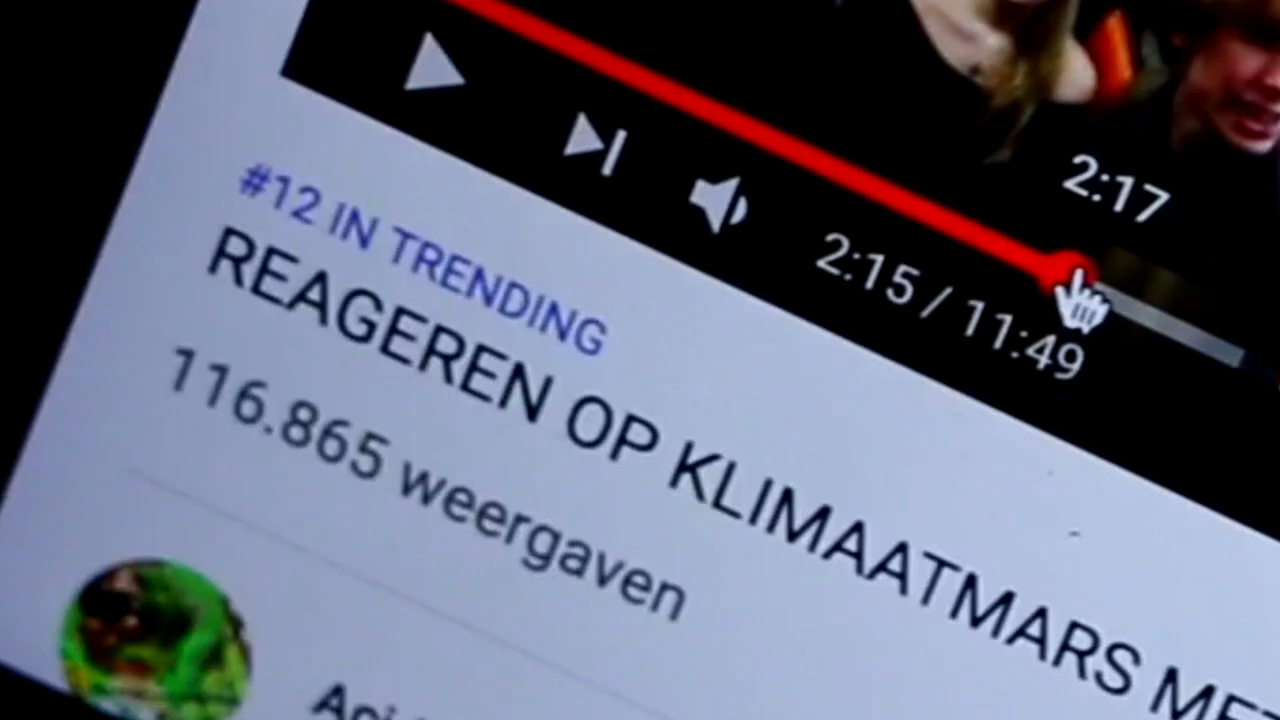 2:17
2:15 / 11:49
#12 IN TRENDING
REAGEREN OP KLIMAATMARS
116.865 weergaven